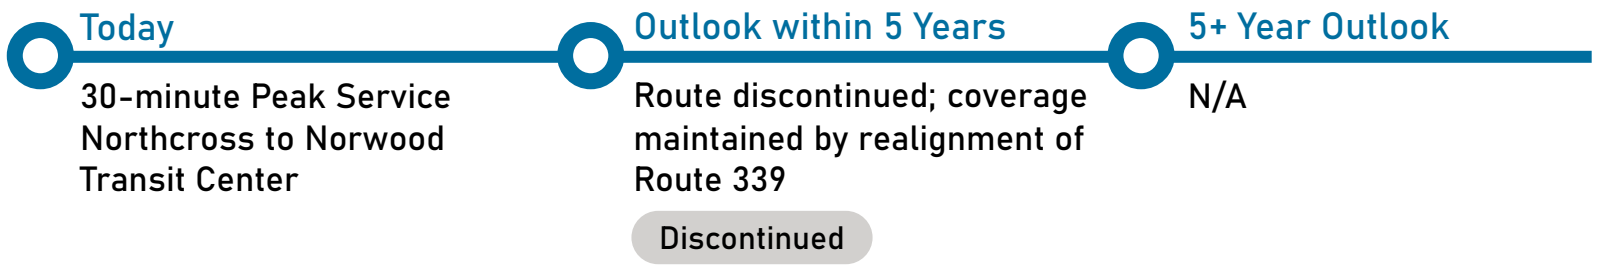 Today
30-minute Peak Service
Northcross to Norwood
Transit Center
Outlook within 5 Years
Route discontinued; coverage
maintained by realignment of
Route 339
Discontinued
5+ Year Outlook
N/A